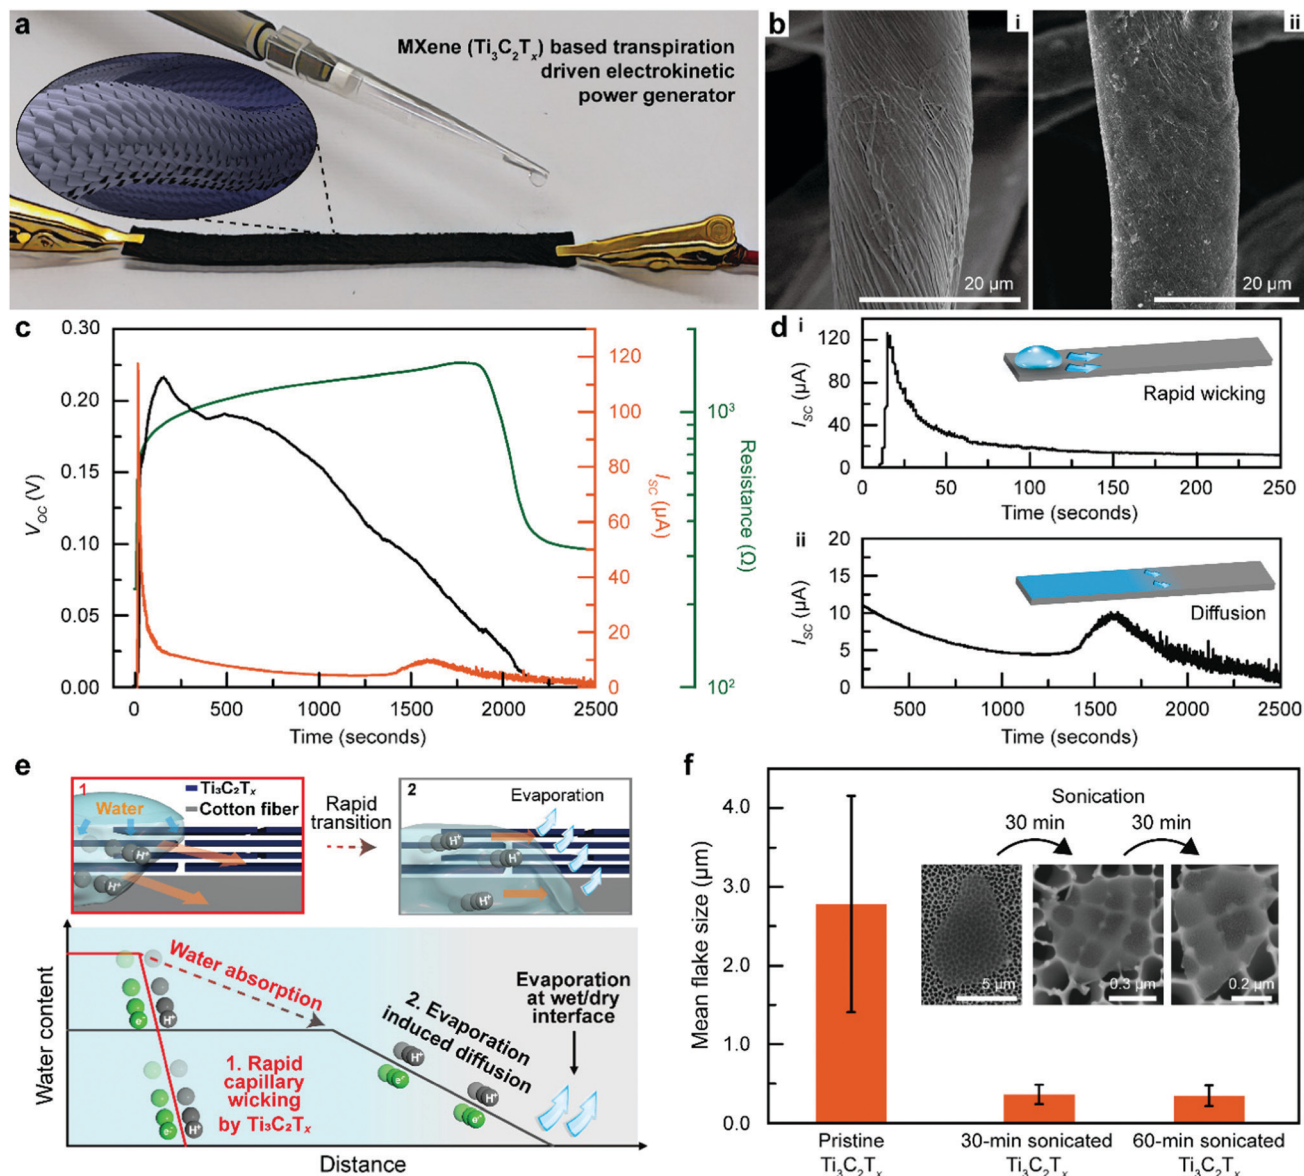 a
MXene (Ti₃C₂Tₓ) based transpiration
driven electrokinetic
power generator
b
i
20 µm
ii
20 µm
c
0.30
0.25
0.20
0.15
0.10
0.05
0.00
V_OC (V)
0
500
1000
1500
2000
2500
Time (seconds)
120
100
80
60
40
20
0
I_SC (µA)
10³
10²
Resistance (Ω)
d
i
120
80
40
0
I_SC (µA)
Rapid wicking
0
50
100
150
200
250
Time (seconds)
ii
20
15
10
5
0
I_SC (µA)
Diffusion
500
1000
1500
2000
2500
Time (seconds)
e
1
Ti₃C₂Tₓ
Cotton fiber
Water
H⁺
H⁺
Rapid
transition
2
Evaporation
H⁺
H⁺
H⁺
Water content
Water absorption
e⁻
H⁺
e⁻
H⁺
1. Rapid
capillary
wicking
by Ti₃C₂Tₓ
2. Evaporation
induced diffusion
H⁺
e⁻
H⁺
e⁻
Evaporation
at wet/dry
interface
Distance
f
4.0
3.0
2.0
1.0
0.0
Mean flake size (µm)
Sonication
30 min
30 min
5 µm
0.3 µm
0.2 µm
Pristine
Ti₃C₂Tₓ
30-min sonicated
Ti₃C₂Tₓ
60-min sonicated
Ti₃C₂Tₓ